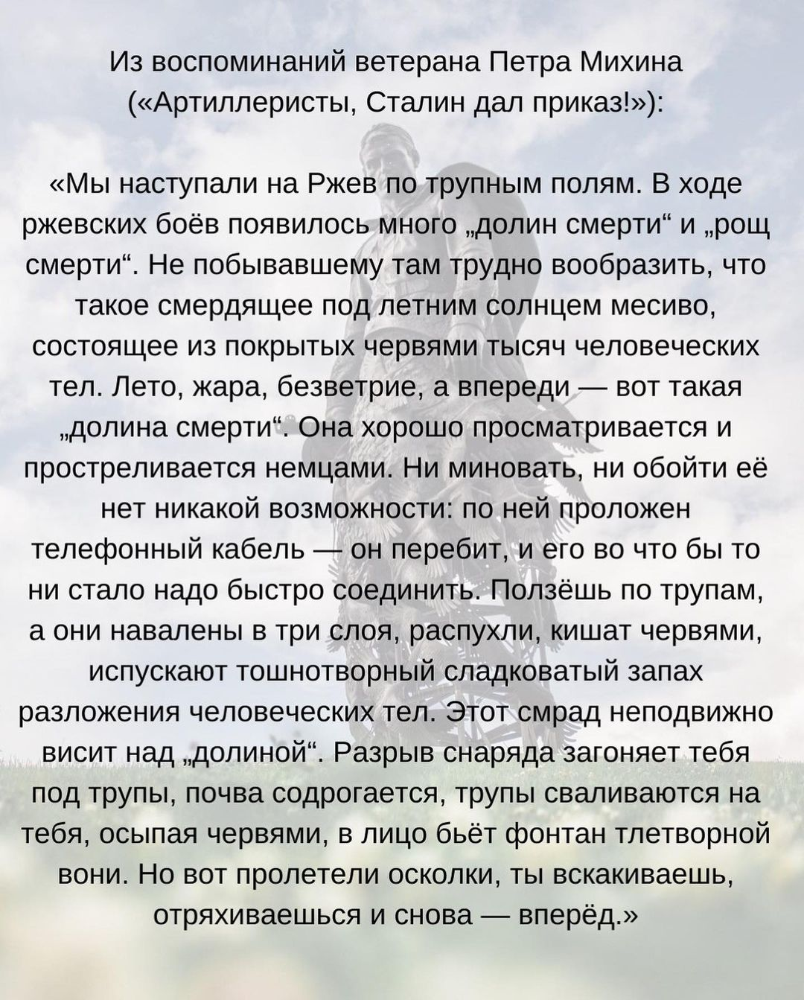 Из воспоминаний ветерана Петра Михина
(«Артиллеристы, Сталин дал приказ!»):
«Мы наступали на Ржев по трупным полям. В ходе
ржевских боёв появилось много „долин смерти“ и „рощ
смерти“. Не побывавшему там трудно вообразить, что
такое смердящее под летним солнцем месиво,
состоящее из покрытых червями тысяч человеческих
тел. Лето, жара, безветрие, а впереди — вот такая
„долина смерти“. Она хорошо просматривается и
простреливается немцами. Ни миновать, ни обойти её
нет никакой возможности: по ней проложен
телефонный кабель — он перебит, и его во что бы то
ни стало надо быстро соединить. Ползёшь по трупам,
а они навалены в три слоя, распухли, кишат червями,
испускают тошнотворный сладковатый запах
разложения человеческих тел. Этот смрад неподвижно
висит над „долиной“. Разрыв снаряда загоняет тебя
под трупы, почва содрогается, трупы сваливаются на
тебя, осыпая червями, в лицо бьёт фонтан тлетворной
вони. Но вот пролетели осколки, ты вскакиваешь,
отряхиваешься и снова — вперёд.»